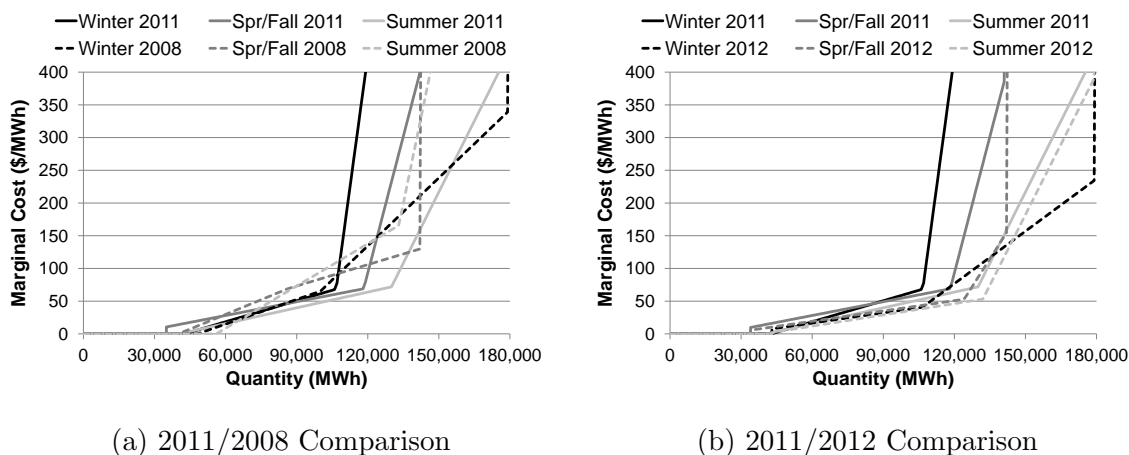 Winter 2011 Spr/Fall 2011 Summer 2011
Winter 2008 Spr/Fall 2008 Summer 2008
400
350
300
250
200
150
100
50
0
Marginal Cost ($/MWh)
0 30,000 60,000 90,000 120,000 150,000 180,000
Quantity (MWh)
(a) 2011/2008 Comparison
Winter 2011 Spr/Fall 2011 Summer 2011
Winter 2012 Spr/Fall 2012 Summer 2012
400
350
300
250
200
150
100
50
0
Marginal Cost ($/MWh)
0 30,000 60,000 90,000 120,000 150,000 180,000
Quantity (MWh)
(b) 2011/2012 Comparison